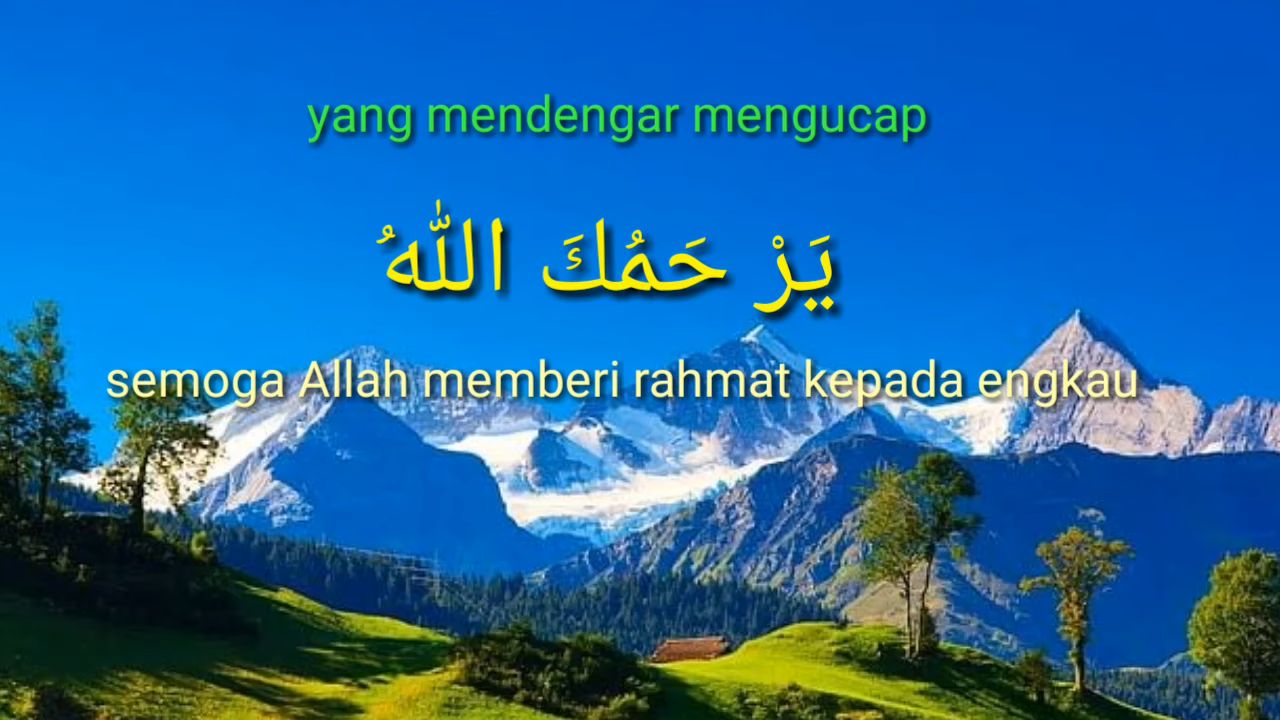 yang mendengar mengucap
يَرْ حَمُكَ اللّٰهُ
semoga Allah memberi rahmat kepada engkau